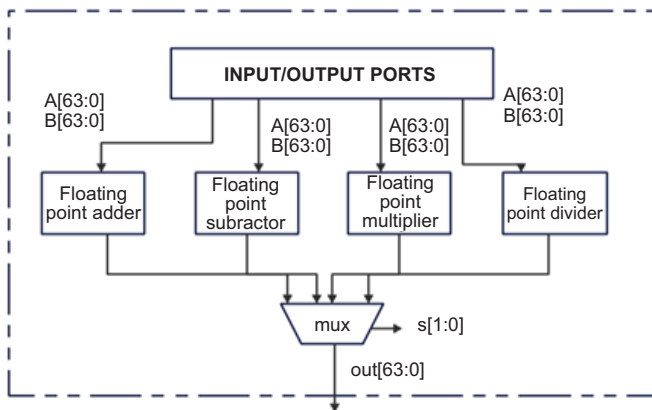 INPUT/OUTPUT PORTS
A[63:0]
B[63:0]
A[63:0]
B[63:0]
A[63:0]
B[63:0]
A[63:0]
B[63:0]
Floating
point adder
Floating
point
subractor
Floating
point
multiplier
Floating
point divider
mux
s[1:0]
out[63:0]